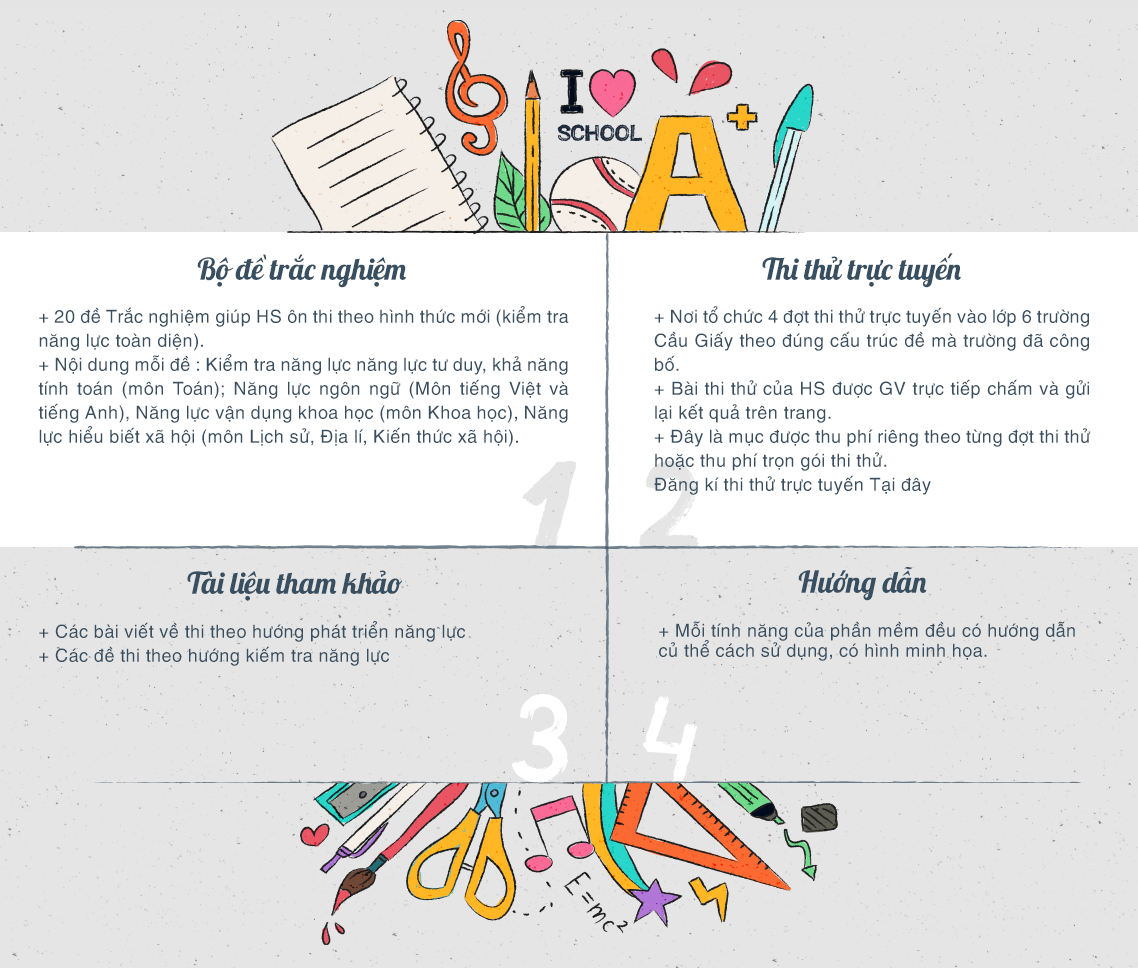 I
SCHOOL
A+
Bộ đề trắc nghiệm
+ 20 đề Trắc nghiệm giúp HS ôn thi theo hình thức mới (kiểm tra
năng lực toàn diện).
+ Nội dung mỗi đề : Kiểm tra năng lực năng lực tư duy, khả năng
tính toán (môn Toán); Năng lực ngôn ngữ (Môn tiếng Việt và
tiếng Anh), Năng lực vận dụng khoa học (môn Khoa học), Năng
lực hiểu biết xã hội (môn Lịch sử, Địa lí, Kiến thức xã hội).
1
Thi thử trực tuyến
+ Nơi tổ chức 4 đợt thi thử trực tuyến vào lớp 6 trường
Cầu Giấy theo đúng cấu trúc đề mà trường đã công
bố.
+ Bài thi thử của HS được GV trực tiếp chấm và gửi
lại kết quả trên trang.
+ Đây là mục được thu phí riêng theo từng đợt thi thử
hoặc thu phí trọn gói thi thử.
Đăng kí thi thử trực tuyến Tại đây
2
Tài liệu tham khảo
+ Các bài viết về thi theo hướng phát triển năng lực
+ Các đề thi theo hướng kiếm tra năng lực
3
Hướng dẫn
+ Mỗi tính năng của phần mềm đều có hướng dẫn
củ thể cách sử dụng, có hình minh họa.
4
E=mc²